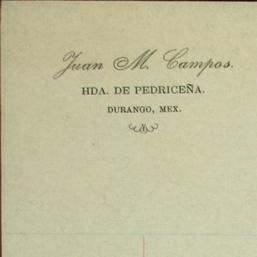 Juan M. Campos.
HDA. DE PEDRICEÑA.
DURANGO, MEX.